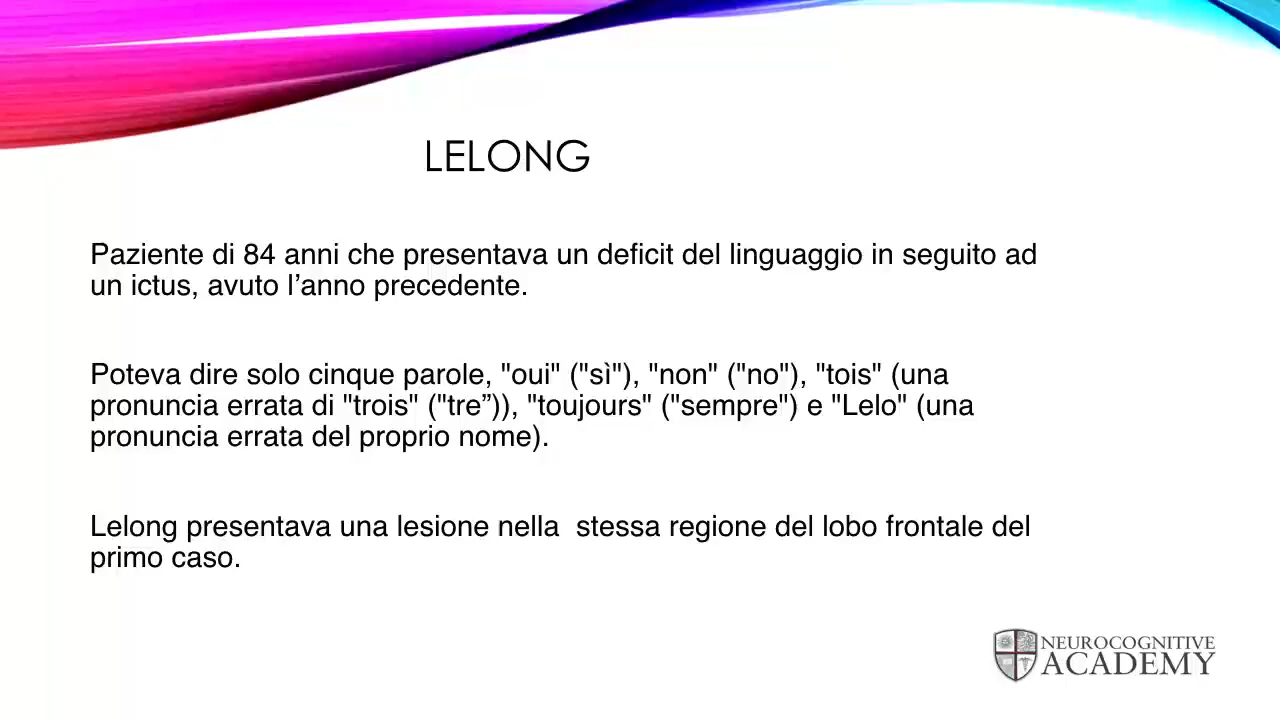 LELONG
Paziente di 84 anni che presentava un deficit del linguaggio in seguito ad
un ictus, avuto l’anno precedente.
Poteva dire solo cinque parole, "oui" ("sì"), "non" ("no"), "tois" (una
pronuncia errata di "trois" ("tre”)), "toujours" ("sempre") e "Lelo" (una
pronuncia errata del proprio nome).
Lelong presentava una lesione nella  stessa regione del lobo frontale del
primo caso.
NEUROCOGNITIVE
ACADEMY